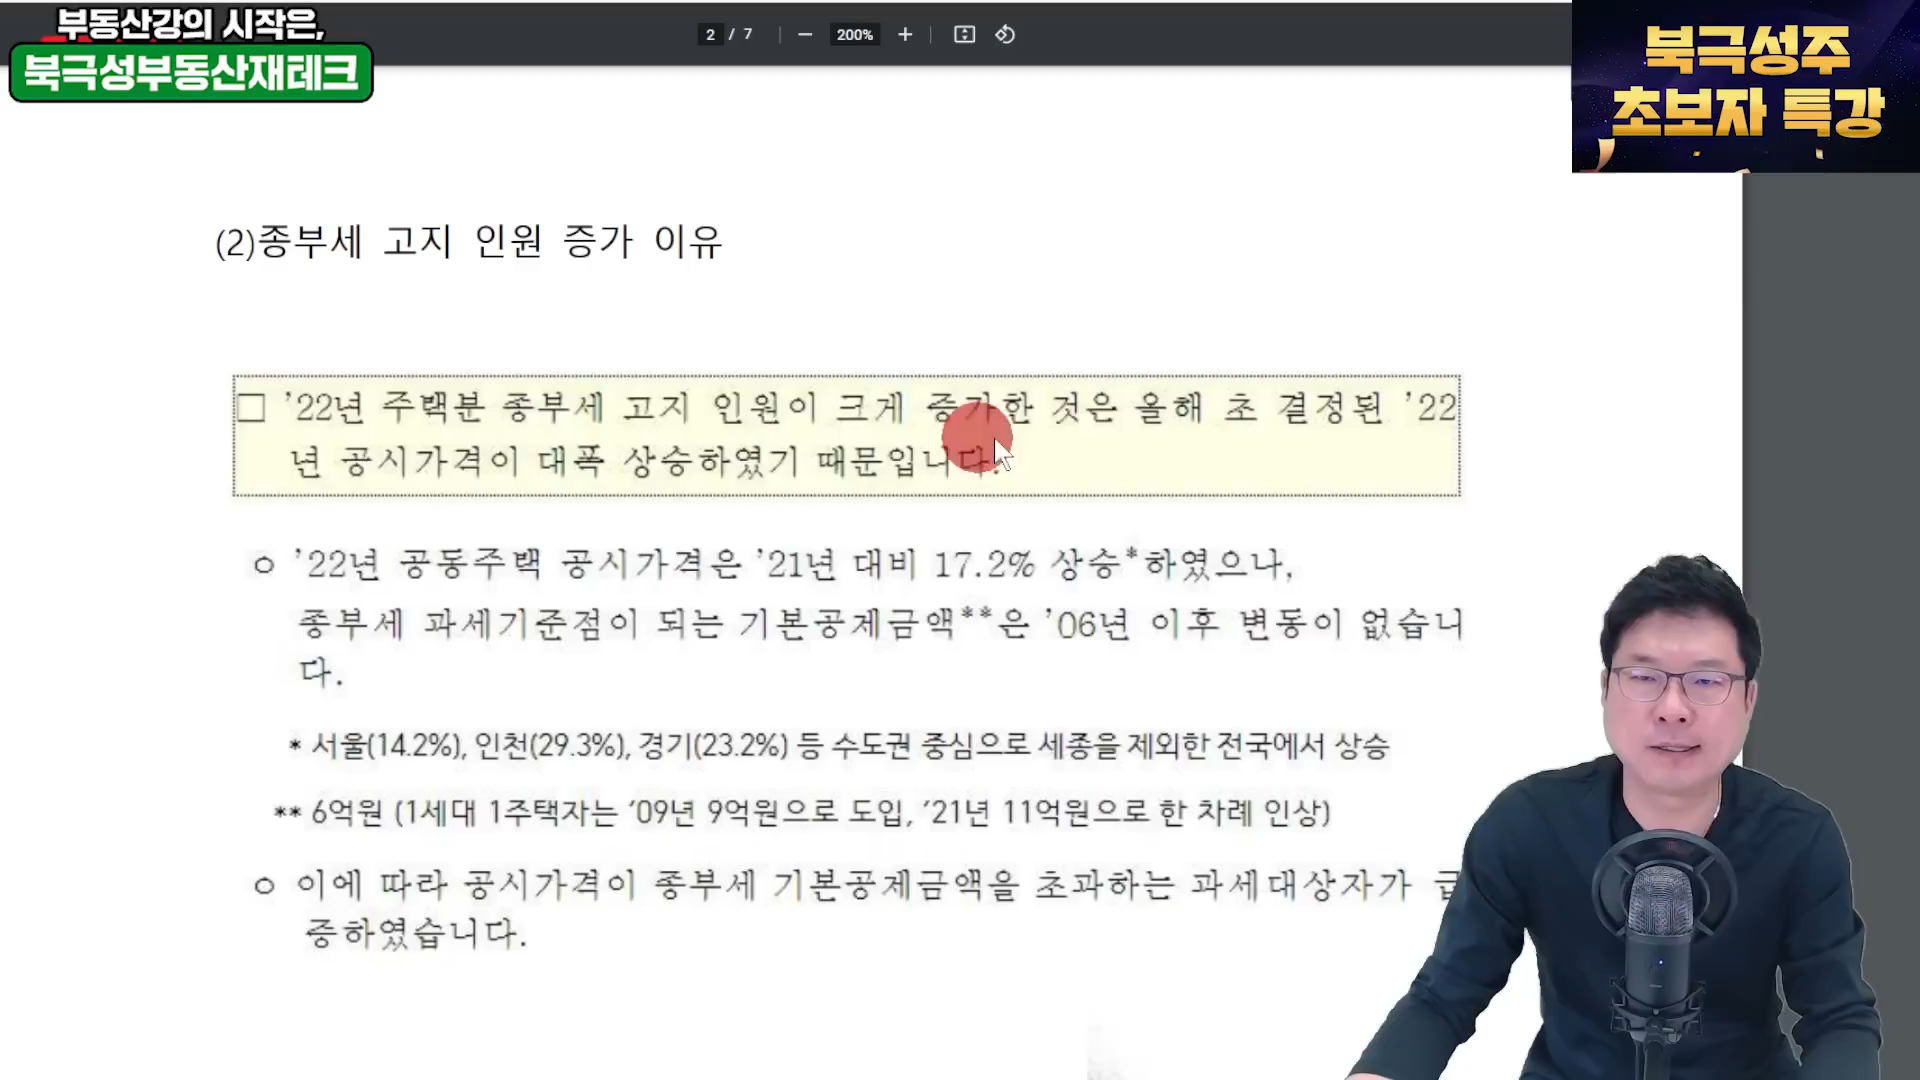 부동산강의 시작은,
북극성부동산재테크
2 / 7
200%
북극성주
초보자 특강
(2)종부세 고지 인원 증가 이유
□ ’22년 주택분 종부세 고지 인원이 크게 증가한 것은 올해 초 결정된 ’22
년 공시가격이 대폭 상승하였기 때문입니다.
ㅇ ’22년 공동주택 공시가격은 ’21년 대비 17.2% 상승*하였으나,
종부세 과세기준점이 되는 기본공제금액**은 ’06년 이후 변동이 없습니
다.
* 서울(14.2%), 인천(29.3%), 경기(23.2%) 등 수도권 중심으로 세종을 제외한 전국에서 상승
** 6억원 (1세대 1주택자는 ’09년 9억원으로 도입, ’21년 11억원으로 한 차례 인상)
ㅇ 이에 따라 공시가격이 종부세 기본공제금액을 초과하는 과세대상자가 급
증하였습니다.